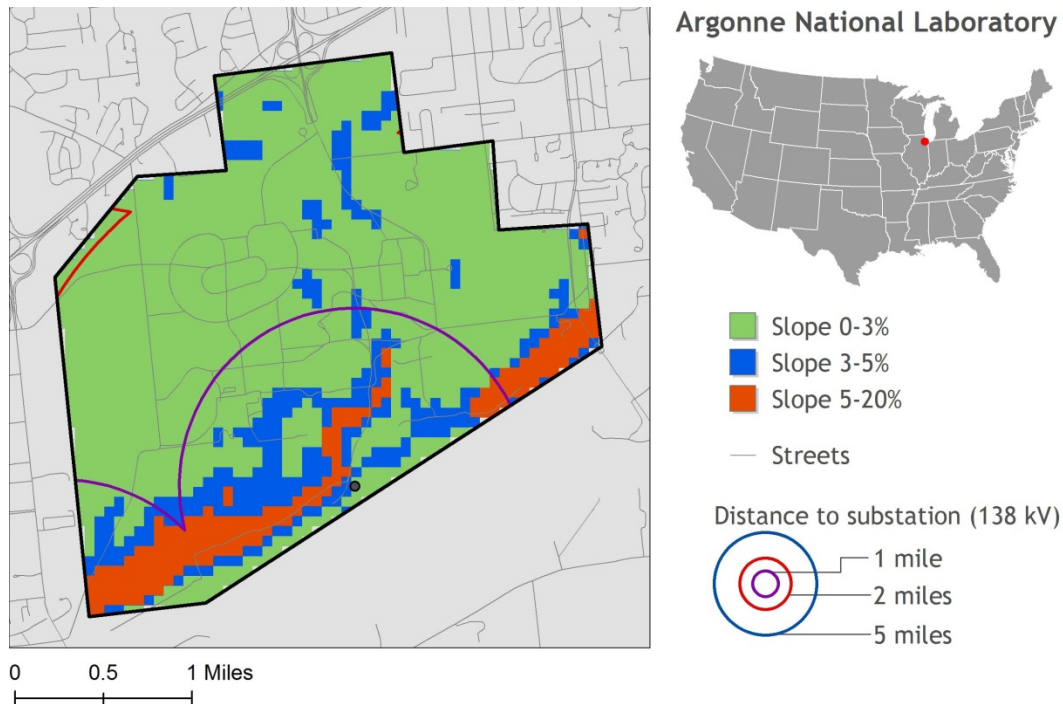 Argonne National Laboratory
Slope 0-3%
Slope 3-5%
Slope 5-20%
Streets
Distance to substation (138 kV)
1 mile
2 miles
5 miles
0 0.5 1 Miles